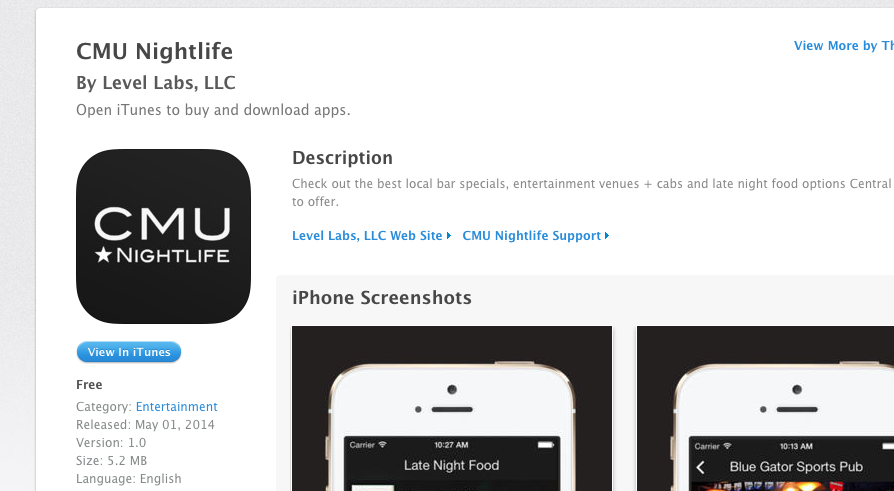 CMU Nightlife
View More by
By Level Labs, LLC
Open iTunes to buy and download apps.
CMU
NIGHTLIFE
View In iTunes
Free
Category: Entertainment
Released: May 01, 2014
Version: 1.0
Size: 5.2 MB
Language: English
Description
Check out the best local bar specials, entertainment venues + cabs and late night food options Central
to offer.
Level Labs, LLC Web Site
CMU Nightlife Support
iPhone Screenshots
Carrier 10:27 AM
Late Night Food
Carrier 10:13 AM
Blue Gator Sports Pub